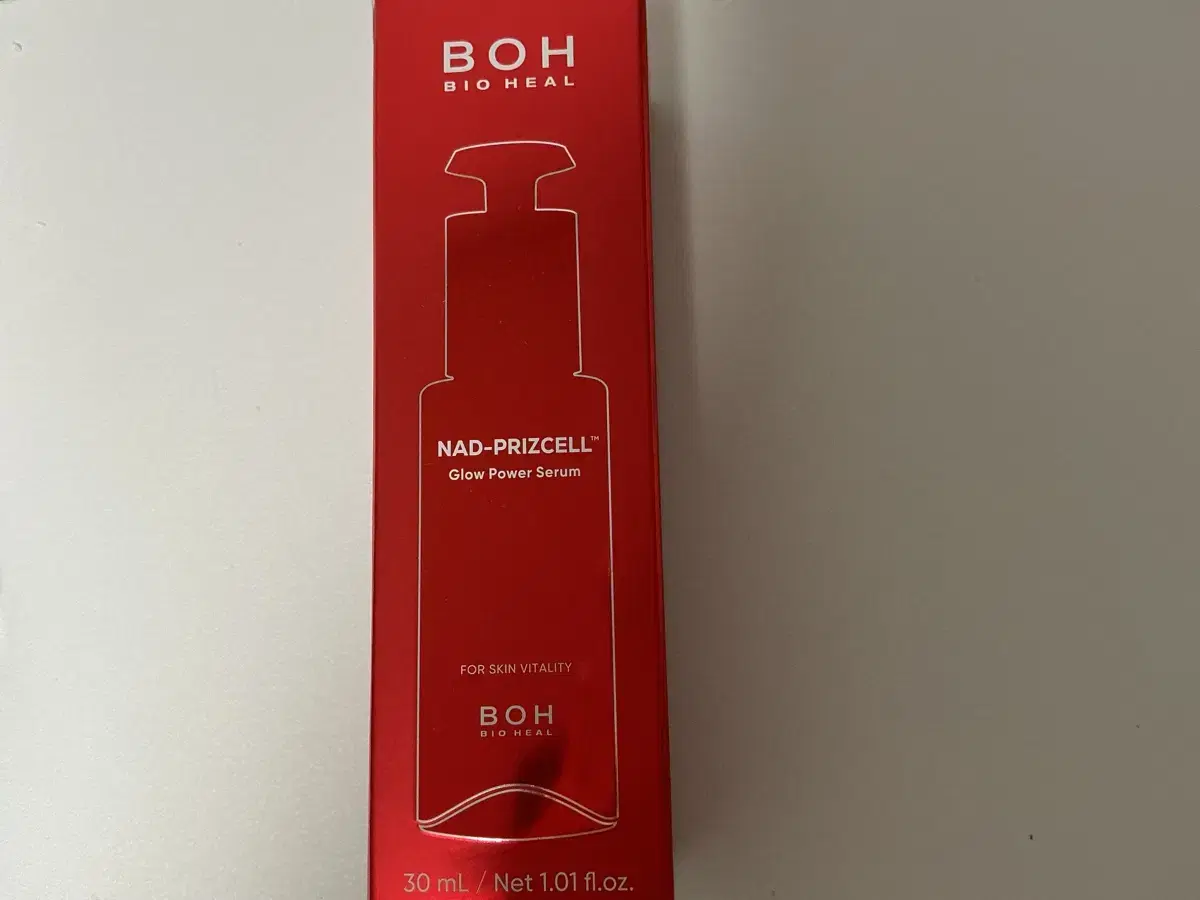 BOH
BIO HEAL
NAD-PRIZCELL™
Glow Power Serum
FOR SKIN VITALITY
BOH
BIO HEAL
30 mL / Net 1.01 fl.oz.